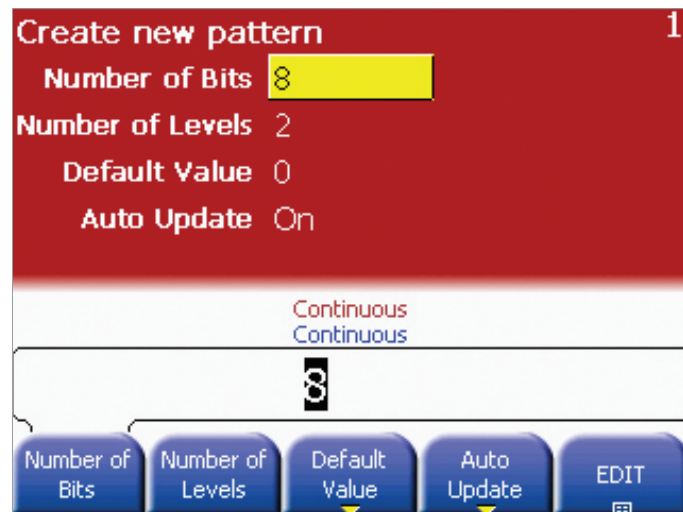 Create new pattern 1
Number of Bits 8
Number of Levels 2
Default Value 0
Auto Update On
Continuous
Continuous
8
Number of Bits
Number of Levels
Default Value
Auto Update
EDIT